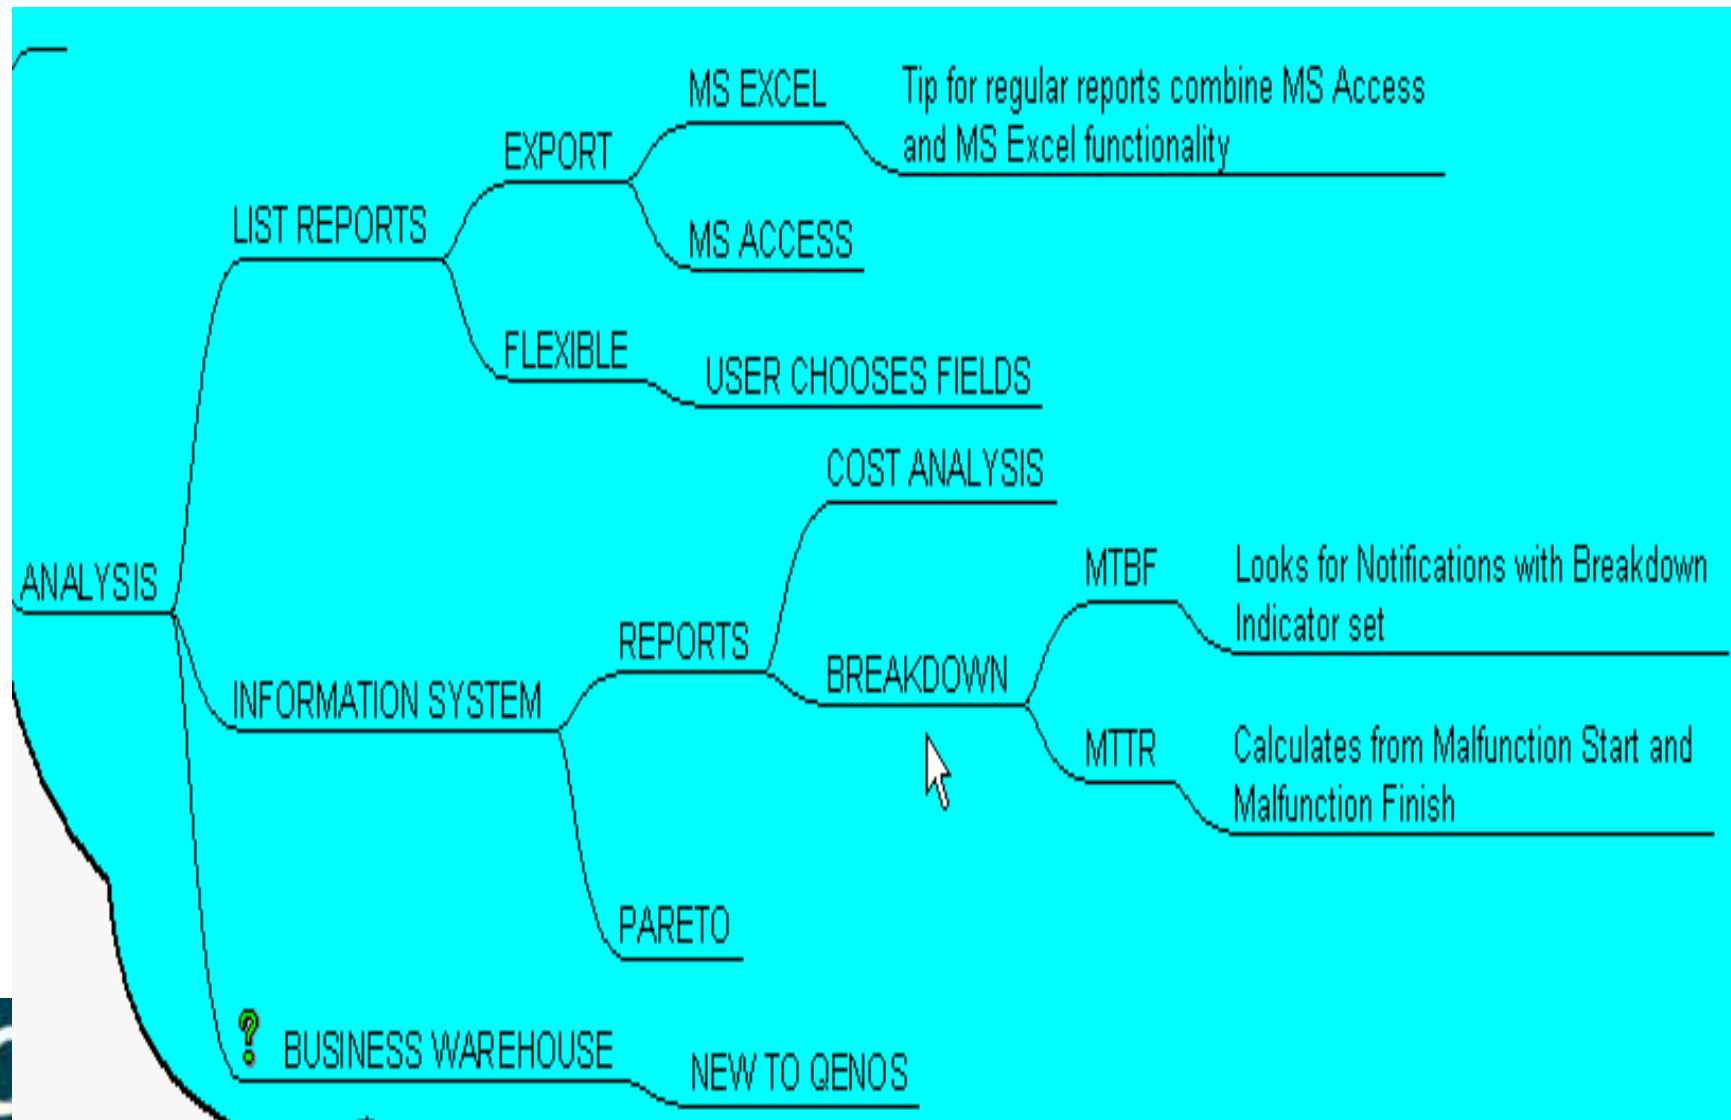 MS EXCEL
Tip for regular reports combine MS Access
and MS Excel functionality
EXPORT
LIST REPORTS
MS ACCESS
FLEXIBLE
USER CHOOSES FIELDS
COST ANALYSIS
ANALYSIS
MTBF
Looks for Notifications with Breakdown
Indicator set
REPORTS
BREAKDOWN
INFORMATION SYSTEM
MTTR
Calculates from Malfunction Start and
Malfunction Finish
PARETO
? BUSINESS WAREHOUSE
NEW TO QENOS